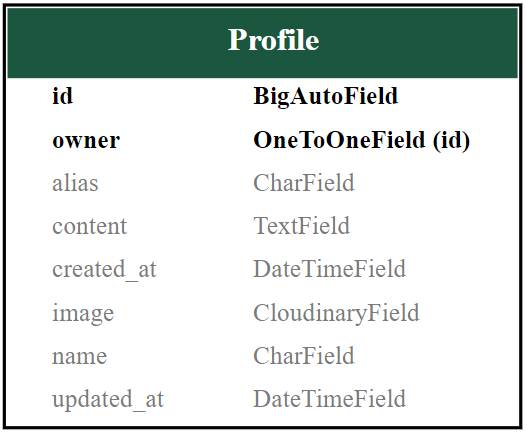 Profile
id BigAutoField
owner OneToOneField (id)
alias CharField
content TextField
created_at DateTimeField
image CloudinaryField
name CharField
updated_at DateTimeField